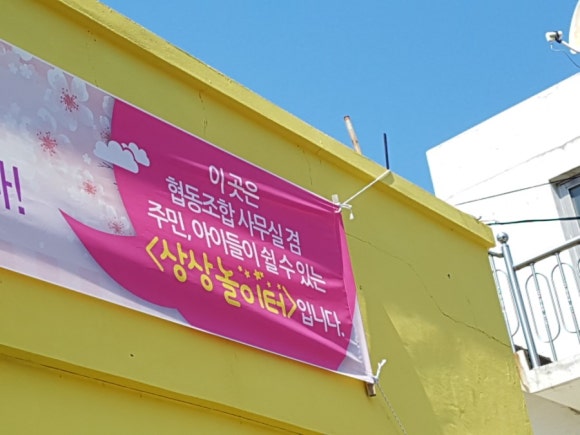 이 곳은
협동조합 사무실 겸
주민, 아이들이 쉴 수 있는
<상상놀이터>입니다.